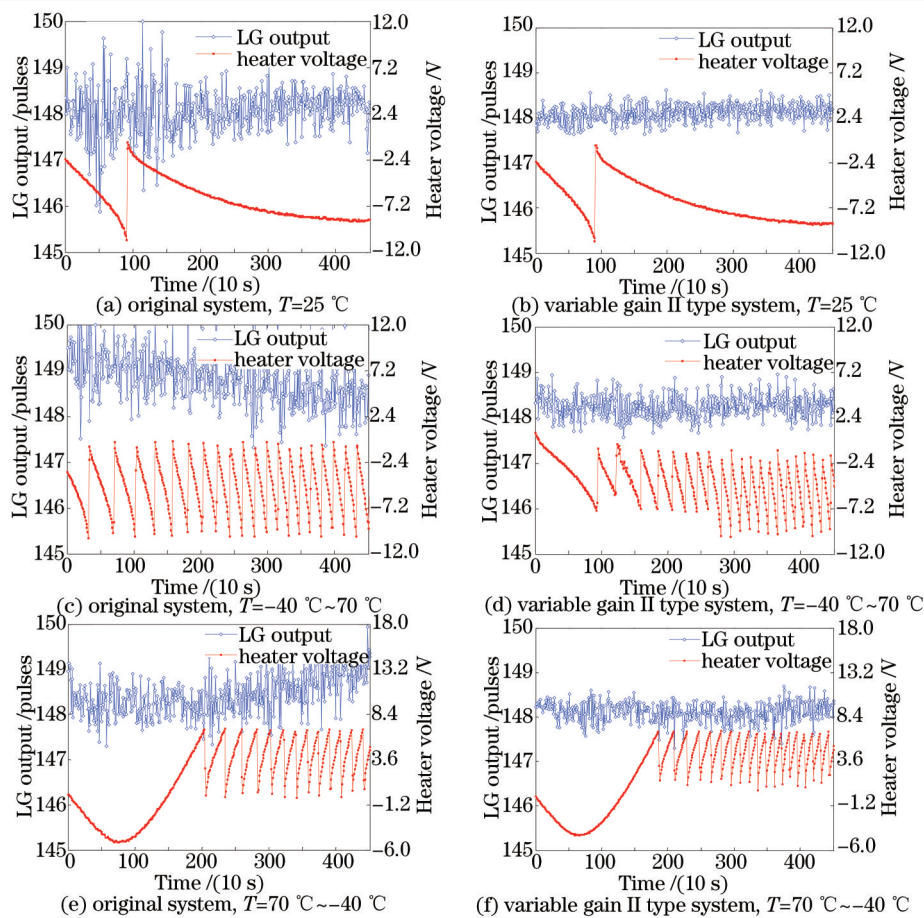 150
149
148
147
146
145
LG output /pulses
LG output
heater voltage
12.0
7.2
2.4
−2.4
−7.2
−12.0
Heater voltage /V
0 100 200 300 400
Time /(10 s)
(a) original system, T=25 ℃
150
149
148
147
146
145
LG output /pulses
LG output
heater voltage
12.0
7.2
2.4
−2.4
−7.2
−12.0
Heater voltage /V
0 100 200 300 400
Time /(10 s)
(b) variable gain II type system, T=25 ℃
150
149
148
147
146
145
LG output /pulses
LG output
heater voltage
12.0
7.2
2.4
−2.4
−7.2
−12.0
Heater voltage /V
0 100 200 300 400
Time /(10 s)
(c) original system, T=−40 ℃~70 ℃
150
149
148
147
146
145
LG output /pulses
LG output
heater voltage
12.0
7.2
2.4
−2.4
−7.2
−12.0
Heater voltage /V
0 100 200 300 400
Time /(10 s)
(d) variable gain II type system, T=−40 ℃~70 ℃
150
149
148
147
146
145
LG output /pulses
LG output
heater voltage
18.0
13.2
8.4
3.6
−1.2
−6.0
Heater voltage /V
0 100 200 300 400
Time /(10 s)
(e) original system, T=70 ℃~−40 ℃
150
149
148
147
146
145
LG output /pulses
LG output
heater voltage
18.0
13.2
8.4
3.6
−1.2
−6.0
Heater voltage /V
0 100 200 300 400
Time /(10 s)
(f) variable gain II type system, T=70 ℃~−40 ℃